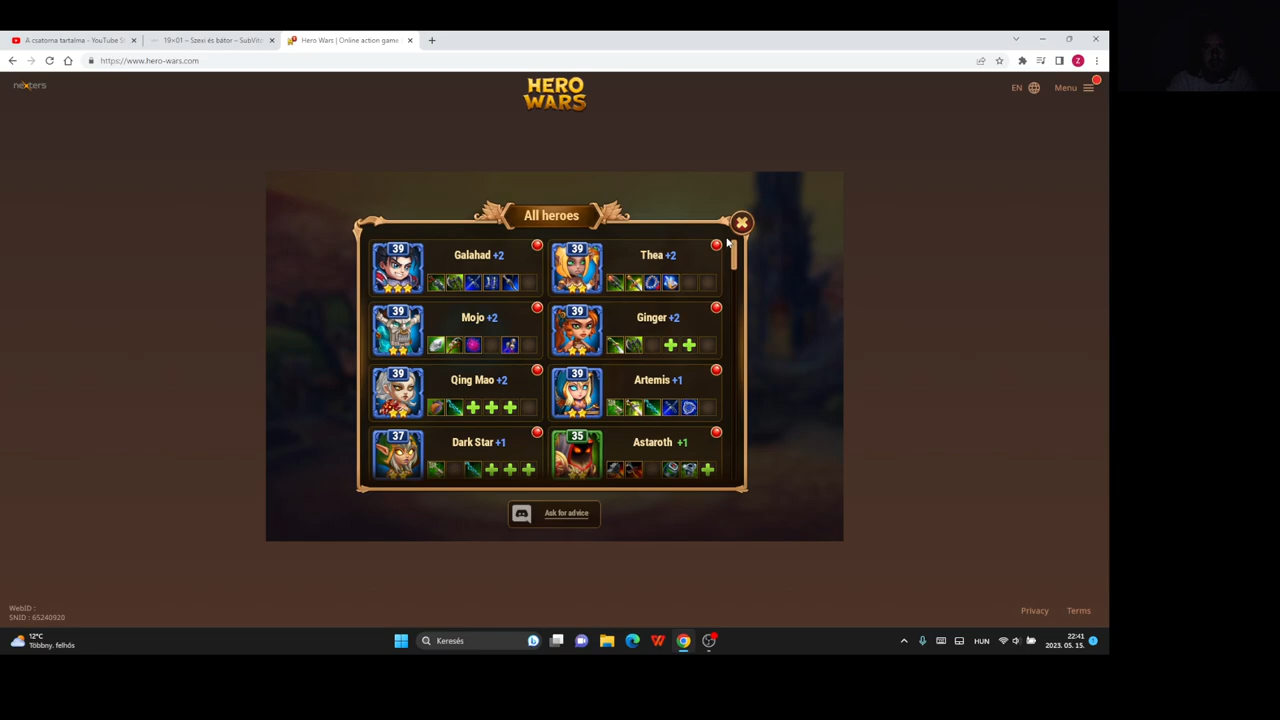 A csatorna tartalma - YouTube St
19×01 – Szexi és bátor – SubVito
Hero Wars | Online action game
https://www.hero-wars.com
nexters
HERO
WARS
EN
Menu
All heroes
39
Galahad +2
39
Thea +2
39
Mojo +2
39
Ginger +2
39
Qing Mao +2
39
Artemis +1
37
Dark Star +1
35
Astaroth +1
Ask for advice
WebID :
SNID : 65240920
Privacy
Terms
12°C
Többny. felhős
Keresés
HUN
22:41
2023. 05. 15.
1